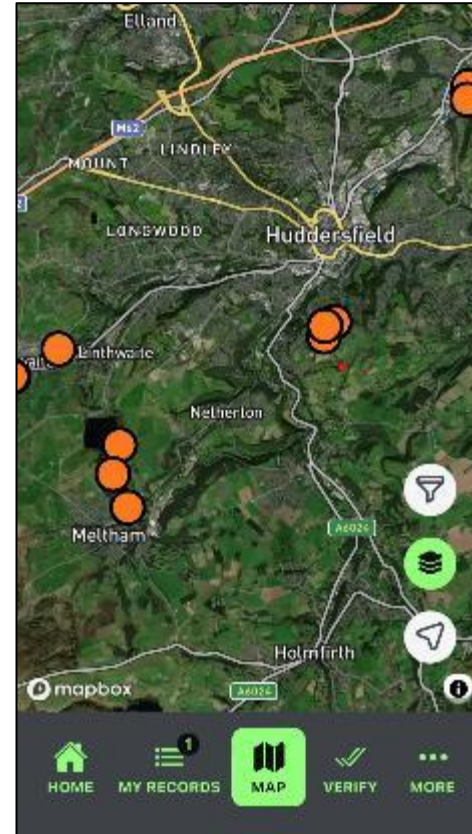 Elland
M62
LINDLEY
MOUNT
LONGWOOD
Huddersfield
Linthwaite
Netherton
Meltham
A6024
Holmfirth
mapbox
A6024
1
HOME
MY RECORDS
MAP
VERIFY
MORE